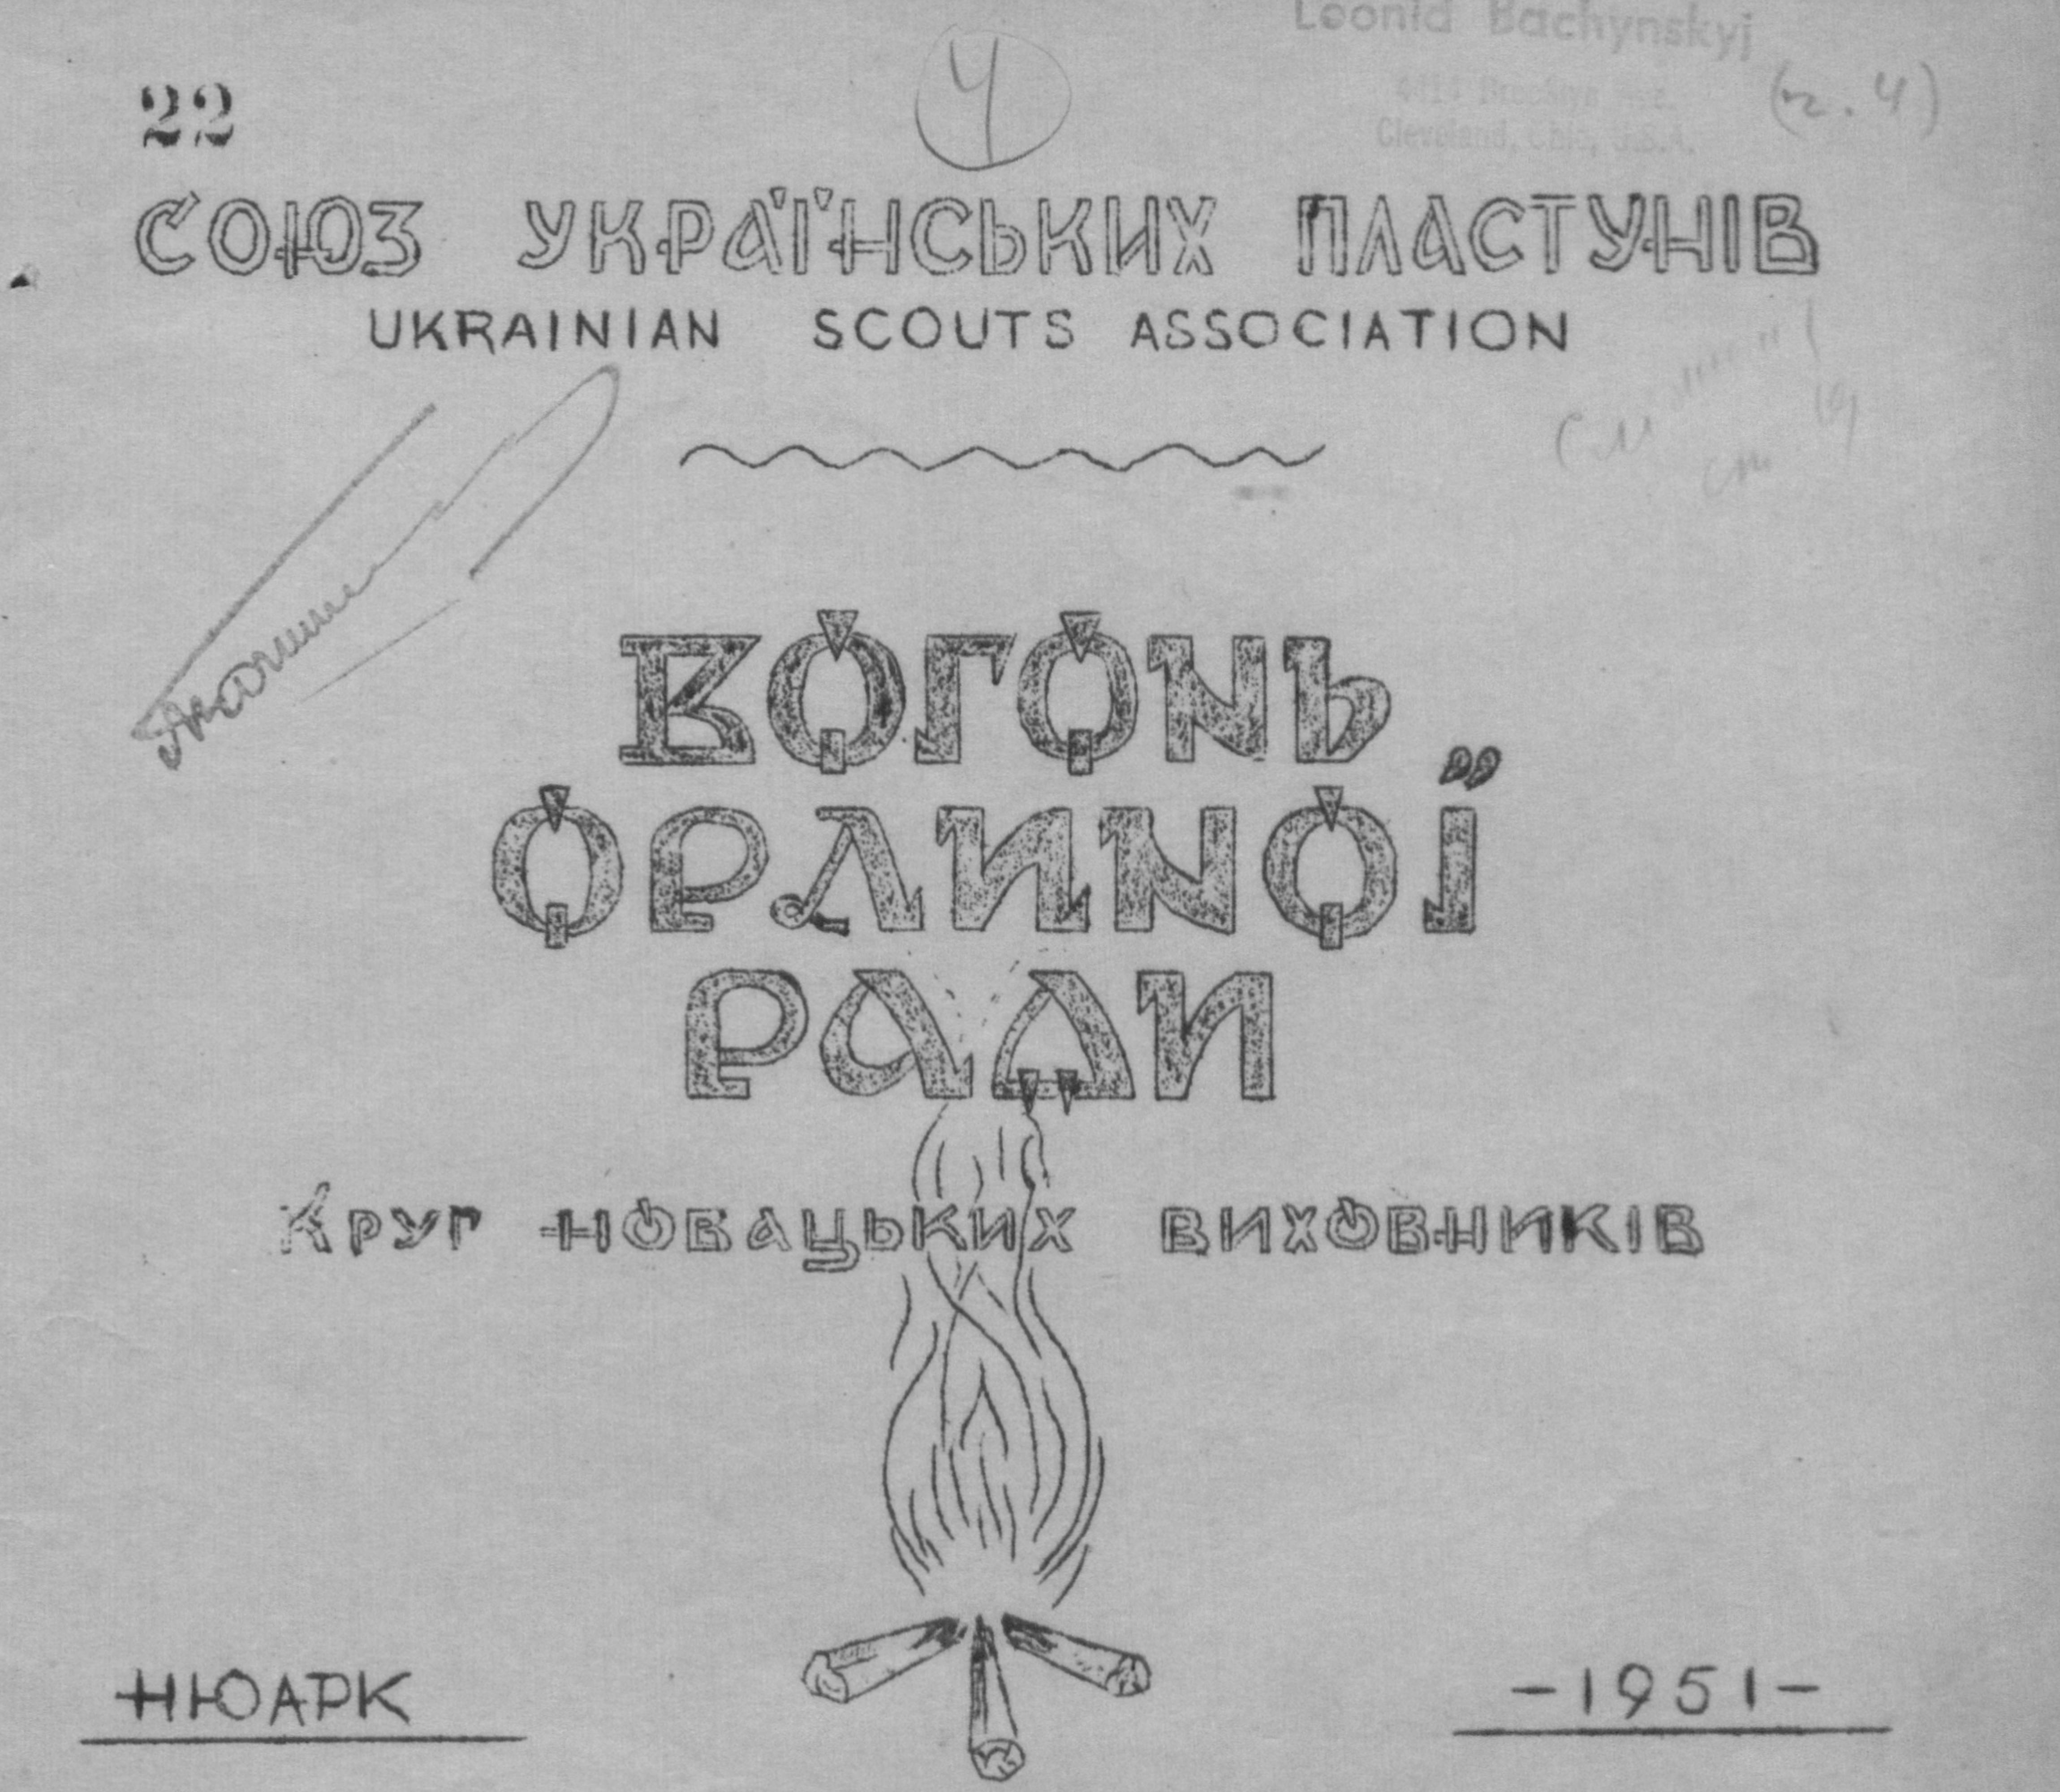 Leonid Bachynskyj
22
4
(ч. 4)
Cleveland, Ohio, U.S.A.
СОЮЗ УКРАЇНСЬКИХ ПЛАСТУНІВ
UKRAINIAN SCOUTS ASSOCIATION
ВОГОНЬ
ОРЛИНОЇ
РАДИ
Круг новацьких виховників
НЮАРК
-1951-